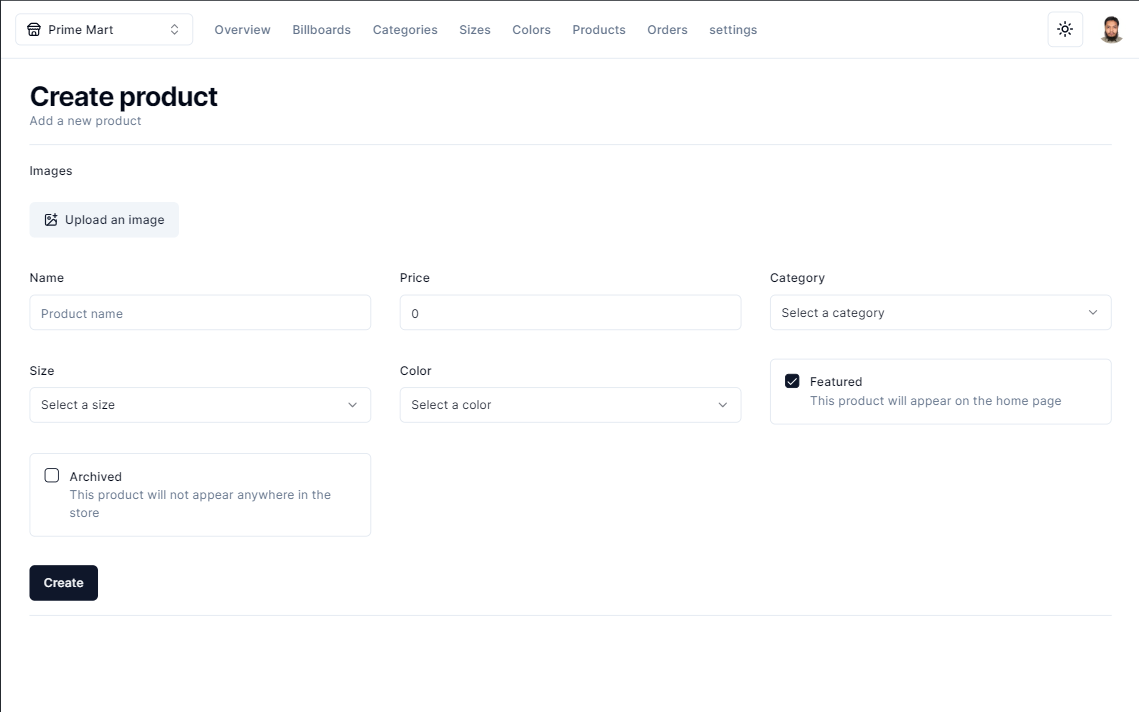 Prime Mart
Overview Billboards Categories Sizes Colors Products Orders settings
Create product
Add a new product
Images
Upload an image
Name Price Category
Product name 0 Select a category
Size Color
Featured
Select a size Select a color
This product will appear on the home page
Archived
This product will not appear anywhere in the
store
Create